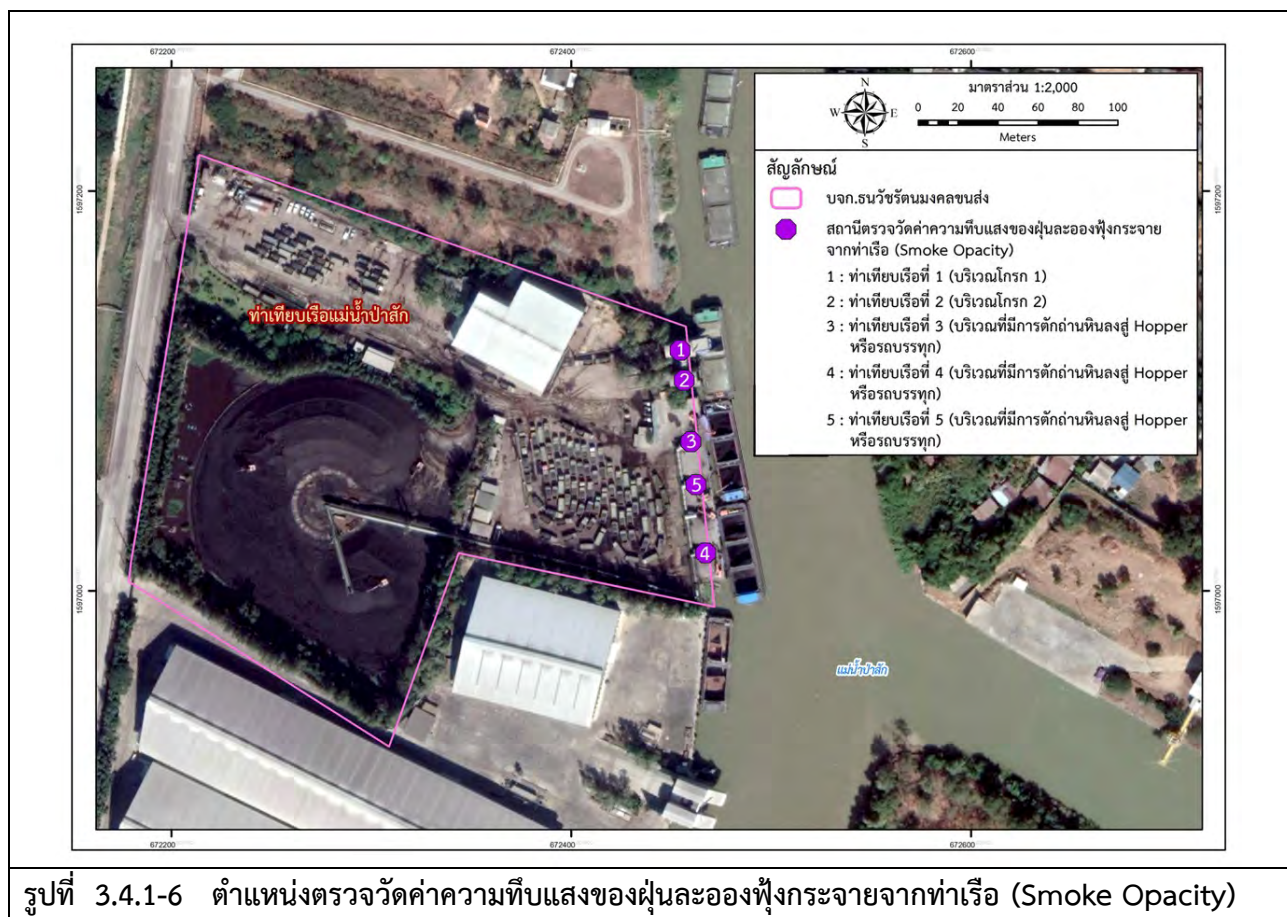 672200 672400 672600
N
W E
S
มาตราส่วน 1:2,000
0 20 40 60 80 100
Meters
สัญลักษณ์
บจก.ธนวัชรัตนมงคลขนส่ง
สถานีตรวจวัดค่าความทึบแสงของฝุ่นละอองฟุ้งกระจาย
จากท่าเรือ (Smoke Opacity)
1 : ท่าเทียบเรือที่ 1 (บริเวณโกรก 1)
2 : ท่าเทียบเรือที่ 2 (บริเวณโกรก 2)
3 : ท่าเทียบเรือที่ 3 (บริเวณที่มีการตักถ่านหินลงสู่ Hopper
หรือรถบรรทุก)
4 : ท่าเทียบเรือที่ 4 (บริเวณที่มีการตักถ่านหินลงสู่ Hopper
หรือรถบรรทุก)
5 : ท่าเทียบเรือที่ 5 (บริเวณที่มีการตักถ่านหินลงสู่ Hopper
หรือรถบรรทุก)
1597200 1597200
ท่าเทียบเรือแม่น้ำป่าสัก
1
2
3
5
4
1597000 1597000
แม่น้ำป่าสัก
672200 672400 672600
รูปที่ 3.4.1-6 ตำแหน่งตรวจวัดค่าความทึบแสงของฝุ่นละอองฟุ้งกระจายจากท่าเรือ (Smoke Opacity)